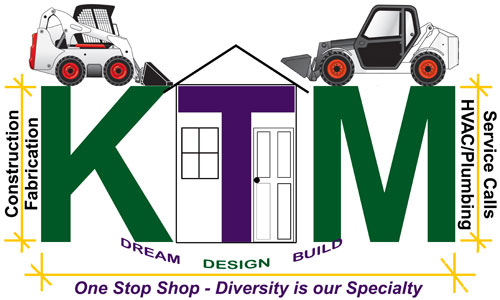 Construction
Fabrication
KTM
Service Calls
HVAC/Plumbing
DREAM
DESIGN
BUILD
One Stop Shop - Diversity is our Specialty